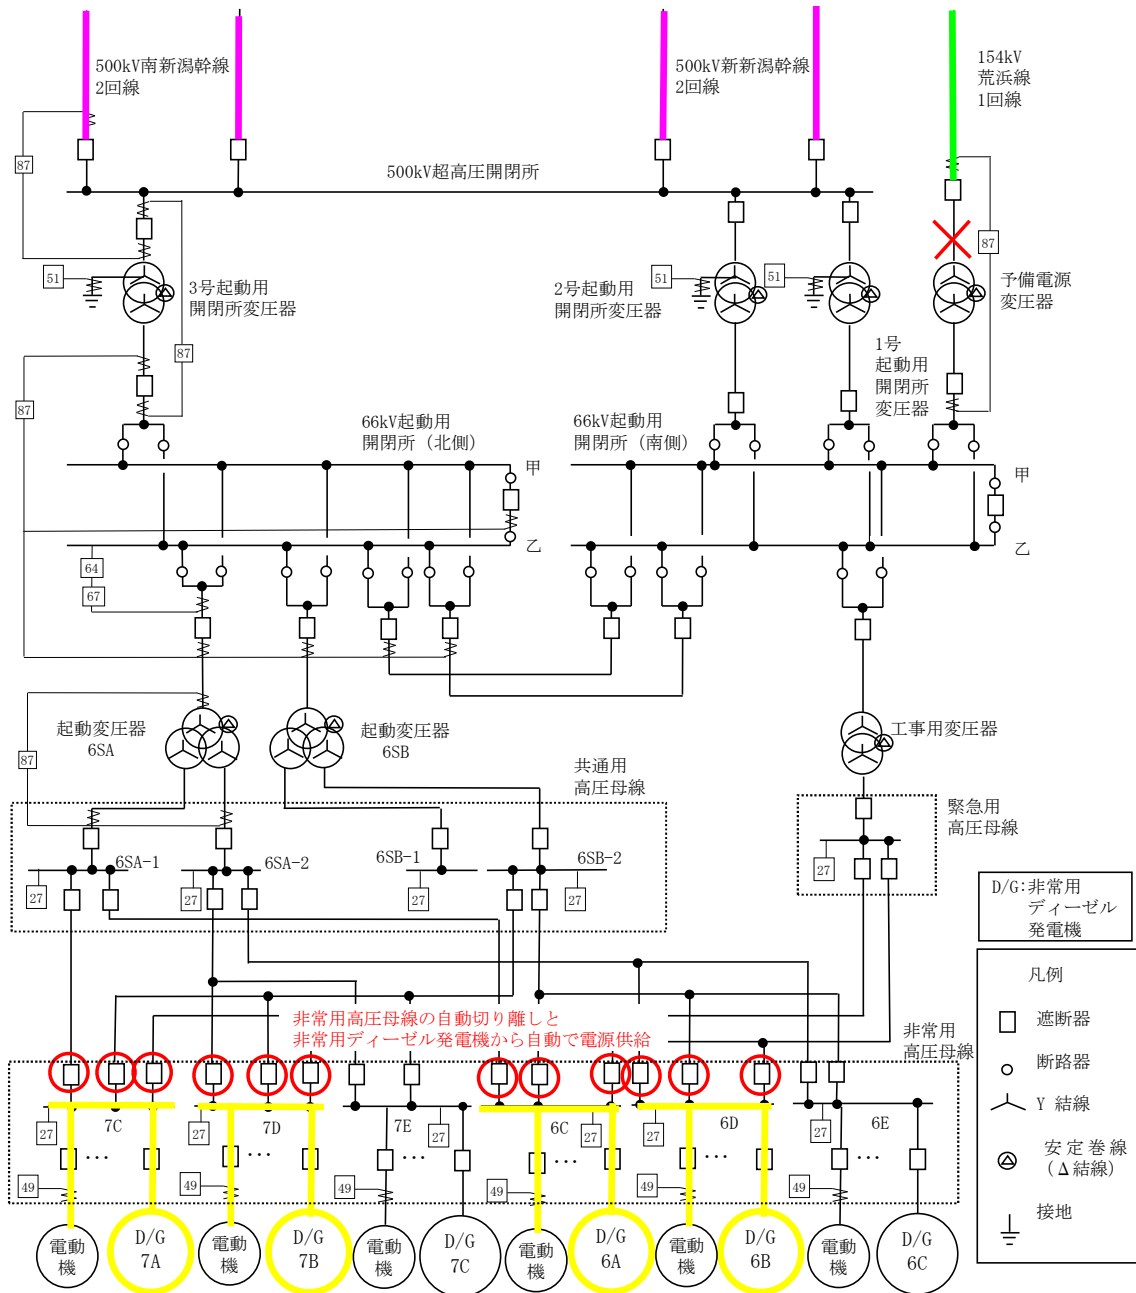 500kV南新潟幹線
2回線
500kV新新潟幹線
2回線
154kV
荒浜線
1回線
87
500kV超高圧開閉所
87
51
3号起動用
開閉所変圧器
51
2号起動用
開閉所変圧器
51
予備電源
変圧器
87
1号
起動用
開閉所
変圧器
87
66kV起動用
開閉所（北側）
66kV起動用
開閉所（南側）
甲
甲
乙
乙
64
67
起動変圧器
6SA
起動変圧器
6SB
工事用変圧器
87
共通用
高圧母線
緊急用
高圧母線
6SA-1
6SA-2
6SB-1
6SB-2
27
27
27
27
27
D/G:非常用
ディーゼル
発電機
凡例
遮断器
断路器
Y 結線
安定巻線
(Δ結線)
接地
非常用高圧母線の自動切り離しと
非常用ディーゼル発電機から自動で電源供給
非常用
高圧母線
7C
7D
7E
6C
6D
6E
27
27
27
27
27
27
...
...
...
...
...
...
49
49
49
49
49
電動
機
D/G
7A
電動
機
D/G
7B
電動
機
D/G
7C
電動
機
D/G
6A
電動
機
D/G
6B
電動
機
D/G
6C